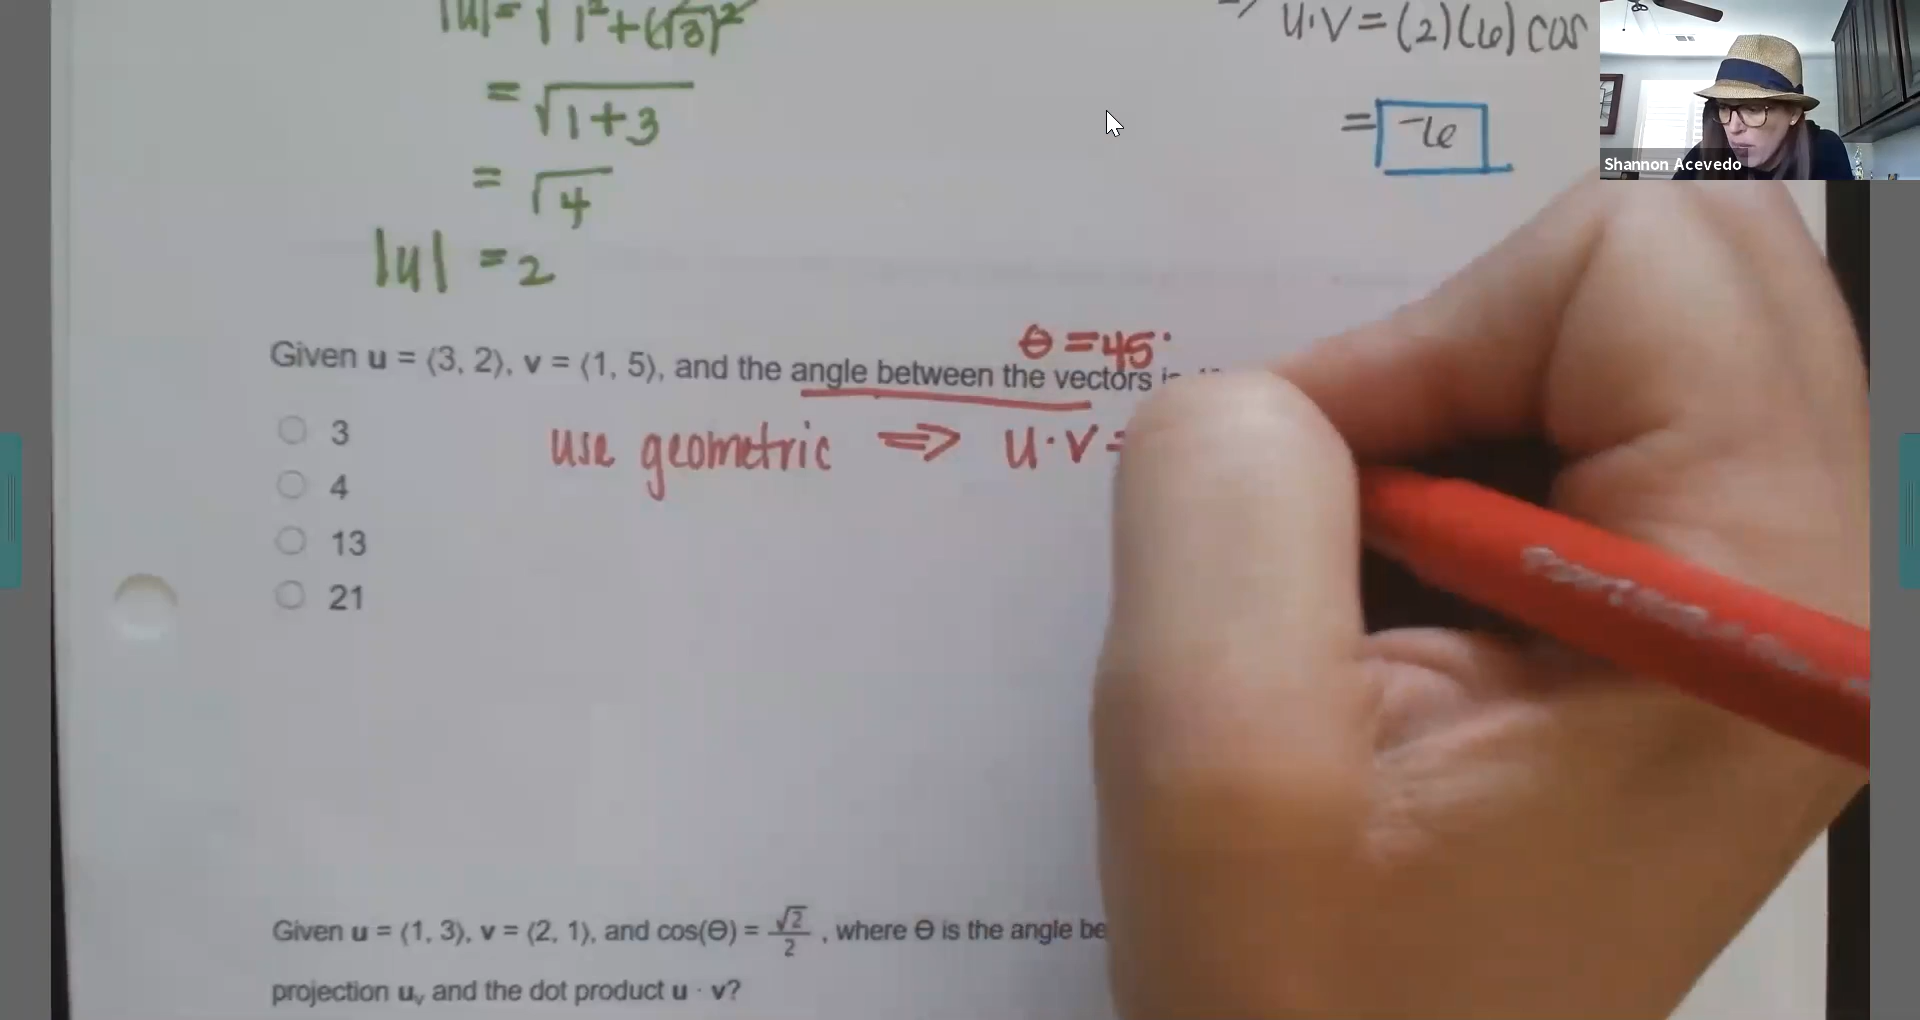 |u| = √1²+(√3)²
u·v = (2)(6) cos
= √1+3
= -6
Shannon Acevedo
= √4
|u| = 2
θ = 45°
Given u = ⟨3, 2⟩, v = ⟨1, 5⟩, and the angle between the vectors
use geometric ⇒ u·v =
3
4
13
21
Given u = ⟨1, 3⟩, v = ⟨2, 1⟩, and cos(Θ) = √2/2 , where Θ is the angle be
projection uᵥ and the dot product u · v?